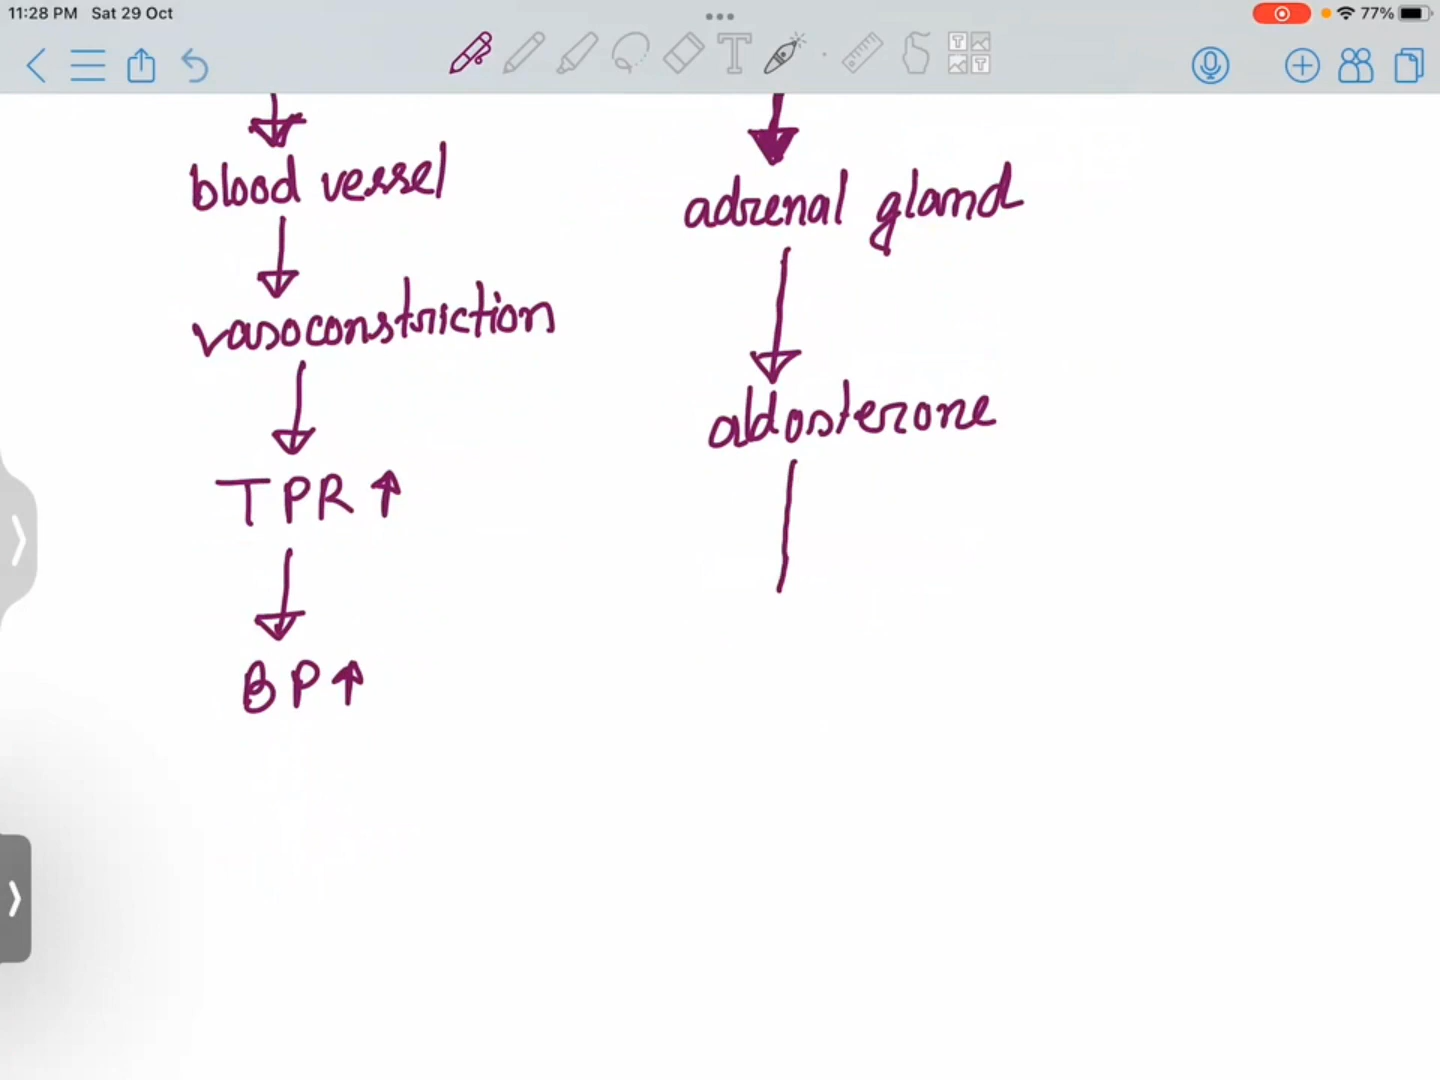 11:28 PM Sat 29 Oct
77%
blood vessel
adrenal gland
vasoconstriction
aldosterone
TPR ↑
BP ↑